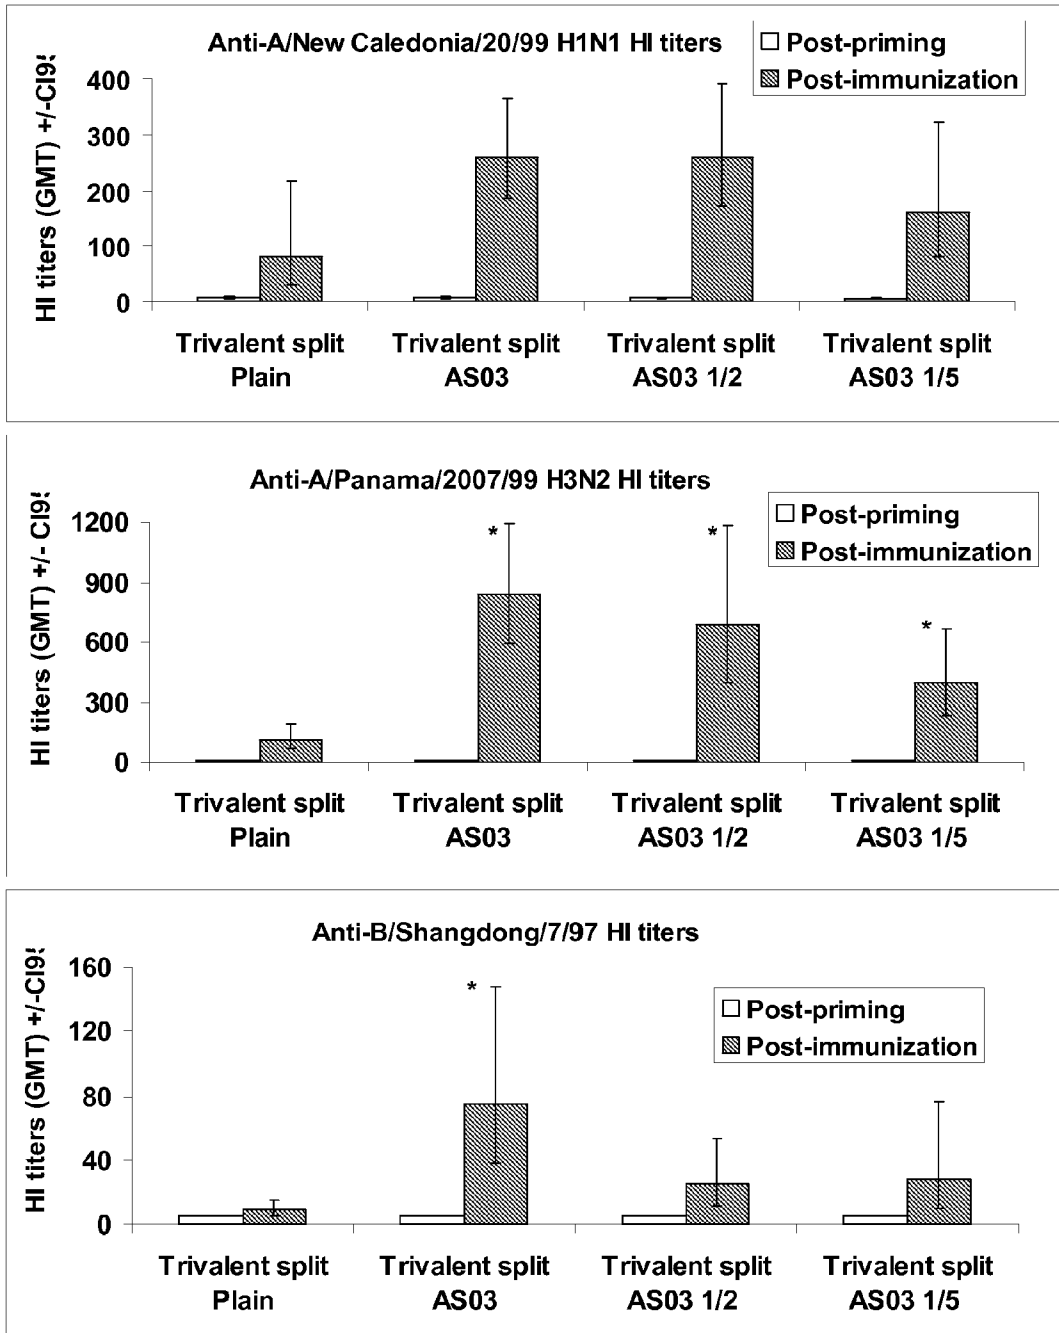 Anti-A/New Caledonia/20/99 H1N1 HI titers
Post-priming
Post-immunization
HI titers (GMT) +/-CI9
400
300
200
100
0
Trivalent split
Plain
Trivalent split
AS03
Trivalent split
AS03 1/2
Trivalent split
AS03 1/5
Anti-A/Panama/2007/99 H3N2 HI titers
Post-priming
Post-immunization
HI titers (GMT) +/- CI9
1200
900
600
300
0
*
*
*
Trivalent split
Plain
Trivalent split
AS03
Trivalent split
AS03 1/2
Trivalent split
AS03 1/5
Anti-B/Shangdong/7/97 HI titers
Post-priming
Post-immunization
HI titers (GMT) +/-CI9
160
120
80
40
0
*
Trivalent split
Plain
Trivalent split
AS03
Trivalent split
AS03 1/2
Trivalent split
AS03 1/5